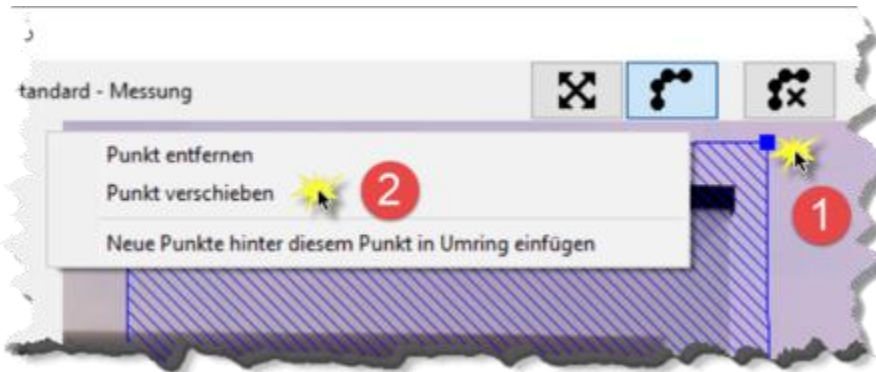 tandard - Messung
Punkt entfernen
Punkt verschieben
2
1
Neue Punkte hinter diesem Punkt in Umring einfügen